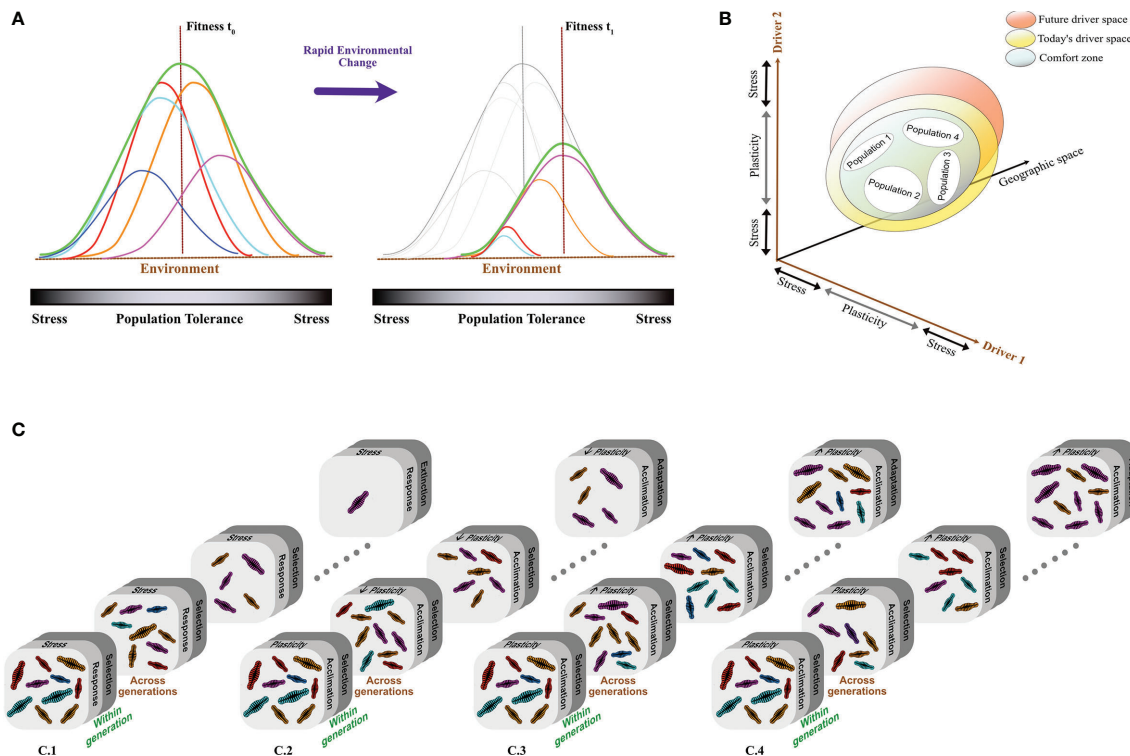 A
Fitness t0
Rapid Environmental
Change
Fitness t1
Environment
Stress
Population Tolerance
Stress
Environment
Stress
Population Tolerance
Stress
B
Driver 2
Future driver space
Today's driver space
Comfort zone
Stress
Plasticity
Stress
Population 1
Population 4
Population 2
Population 3
Geographic space
Stress
Plasticity
Stress
Driver 1
C
Stress
Response
Extinction
Stress
Response
Selection
Stress
Response
Selection
Stress
Response
Selection
Across
generations
Within
generation
C.1
↓ Plasticity
Acclimation
Adaptation
↓ Plasticity
Acclimation
Selection
↓ Plasticity
Acclimation
Selection
Plasticity
Acclimation
Selection
Across
generations
Within
generation
C.2
↑ Plasticity
Acclimation
Adaptation
↑ Plasticity
Acclimation
Selection
↑ Plasticity
Acclimation
Selection
Plasticity
Acclimation
Selection
Across
generations
Within
generation
C.3
↑ Plasticity
Acclimation
↑ Plasticity
Acclimation
Selection
↑ Plasticity
Acclimation
Selection
Plasticity
Acclimation
Selection
Across
generations
Within
generation
C.4